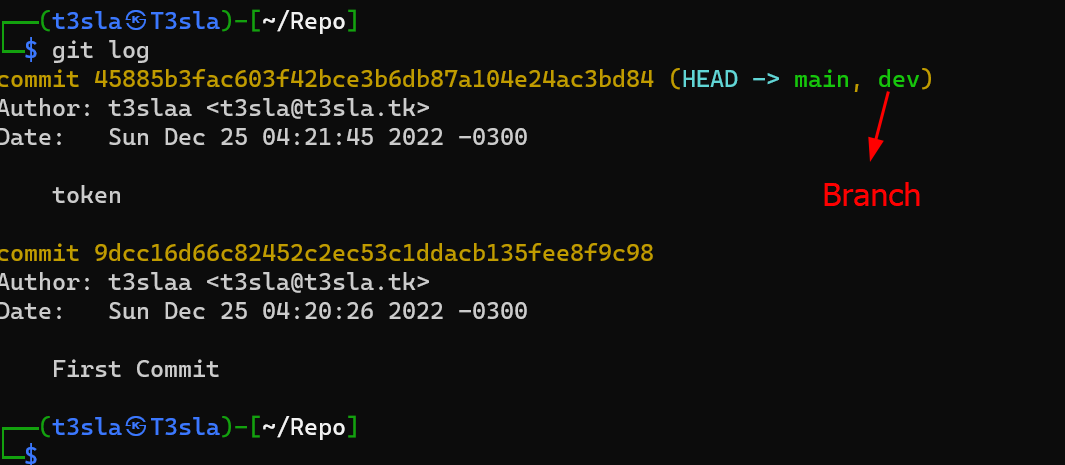 (t3sla㉿T3sla)-[~/Repo]
$ git log
commit 45885b3fac603f42bce3b6db87a104e24ac3bd84 (HEAD -> main, dev)
Author: t3slaa <t3sla@t3sla.tk>
Date:   Sun Dec 25 04:21:45 2022 -0300
Branch
token
commit 9dcc16d66c82452c2ec53c1ddacb135fee8f9c98
Author: t3slaa <t3sla@t3sla.tk>
Date:   Sun Dec 25 04:20:26 2022 -0300
First Commit
(t3sla㉿T3sla)-[~/Repo]
$